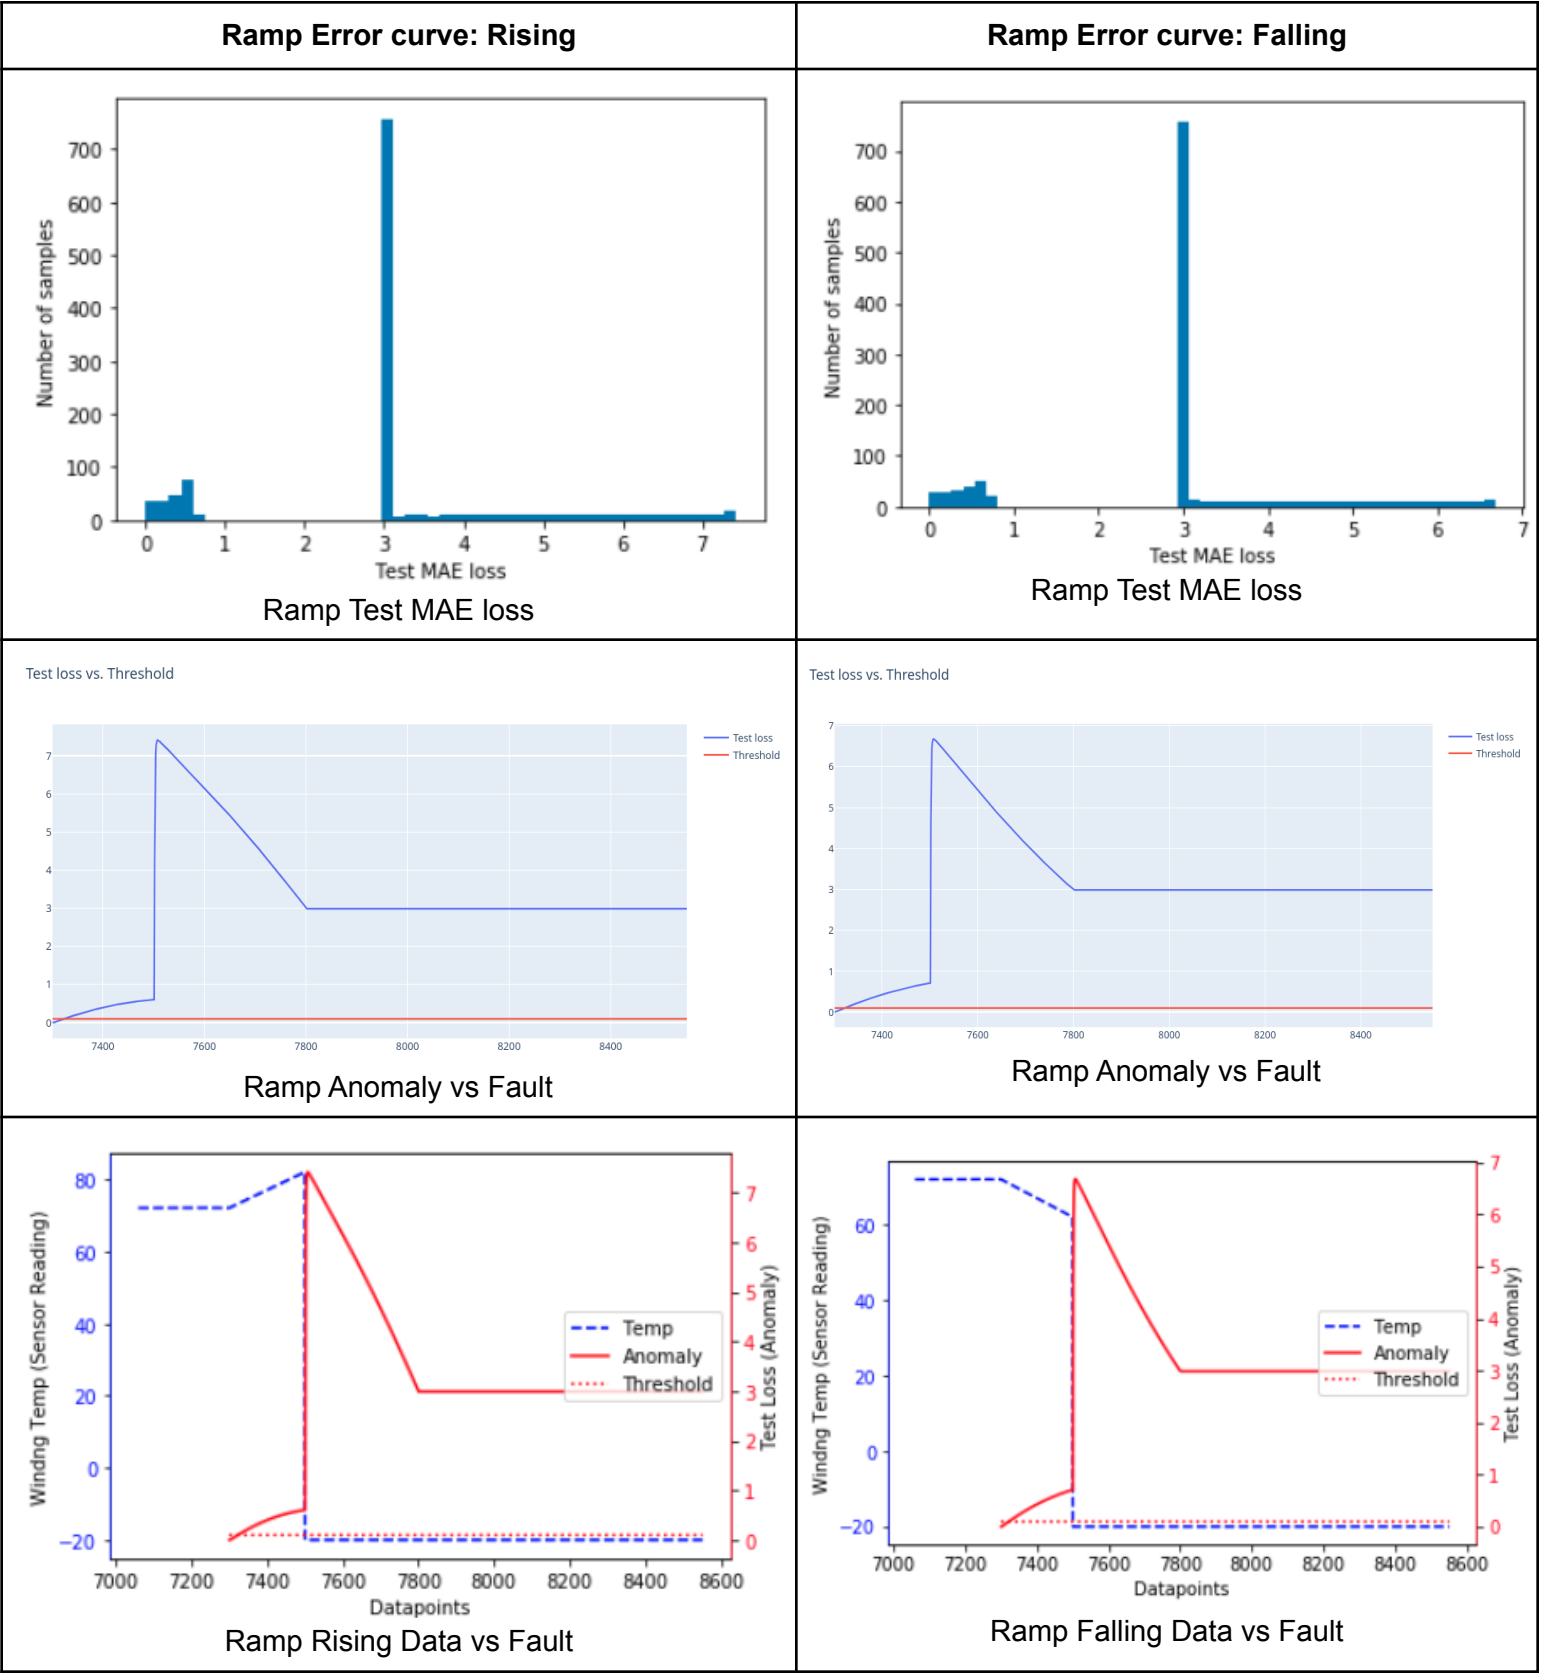 Ramp Error curve: Rising
Ramp Error curve: Falling
700
600
500
400
300
200
100
0
Number of samples
0 1 2 3 4 5 6 7
Test MAE loss
Ramp Test MAE loss
700
600
500
400
300
200
100
0
Number of samples
0 1 2 3 4 5 6 7
Test MAE loss
Ramp Test MAE loss
Test loss vs. Threshold
7
6
5
4
3
2
1
0
7400 7600 7800 8000 8200 8400
Test loss
Threshold
Ramp Anomaly vs Fault
Test loss vs. Threshold
7
6
5
4
3
2
1
0
7400 7600 7800 8000 8200 8400
Test loss
Threshold
Ramp Anomaly vs Fault
80
60
40
20
0
−20
Windng Temp (Sensor Reading)
7
6
5
4
3
2
1
0
Test Loss (Anomaly)
Temp
Anomaly
Threshold
7000 7200 7400 7600 7800 8000 8200 8400 8600
Datapoints
Ramp Rising Data vs Fault
60
40
20
0
−20
Windng Temp (Sensor Reading)
7
6
5
4
3
2
1
0
Test Loss (Anomaly)
Temp
Anomaly
Threshold
7000 7200 7400 7600 7800 8000 8200 8400 8600
Datapoints
Ramp Falling Data vs Fault